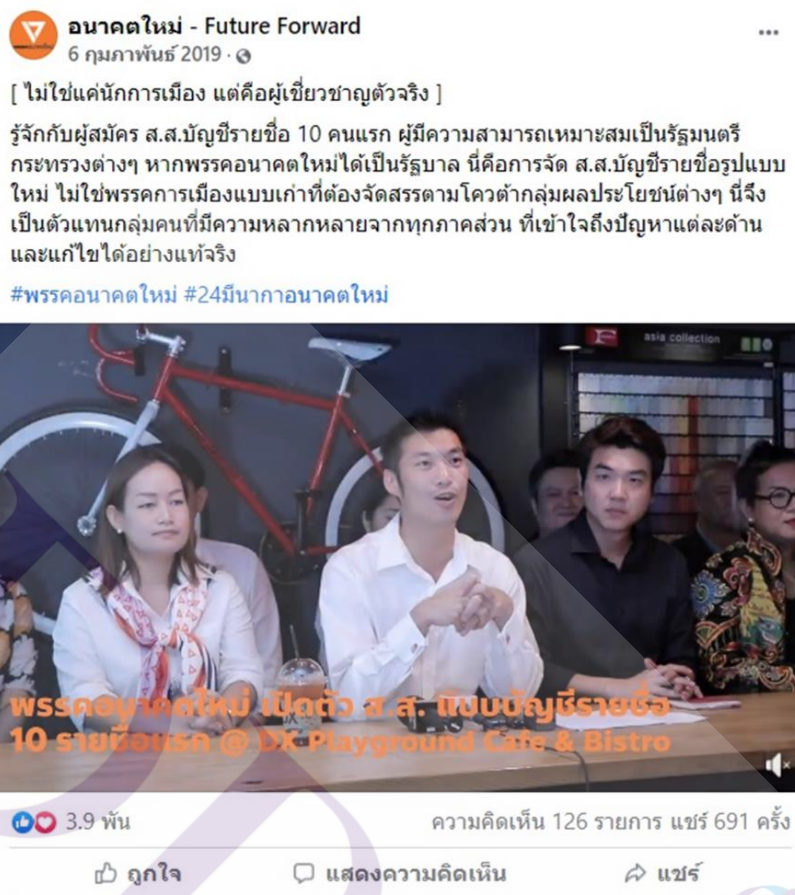 อนาคตใหม่ - Future Forward
6 กุมภาพันธ์ 2019 ·
[ ไม่ใช่แค่นักการเมือง แต่คือผู้เชี่ยวชาญตัวจริง ]
รู้จักกับผู้สมัคร ส.ส.บัญชีรายชื่อ 10 คนแรก ผู้มีความสามารถเหมาะสมเป็นรัฐมนตรี
กระทรวงต่างๆ หากพรรคอนาคตใหม่ได้เป็นรัฐบาล นี่คือการจัด ส.ส.บัญชีรายชื่อรูปแบบ
ใหม่ ไม่ใช่พรรคการเมืองแบบเก่าที่ต้องจัดสรรตามโควต้ากลุ่มผลประโยชน์ต่างๆ นี่จึง
เป็นตัวแทนกลุ่มคนที่มีความหลากหลายจากทุกภาคส่วน ที่เข้าใจถึงปัญหาแต่ละด้าน
และแก้ไขได้อย่างแท้จริง
#พรรคอนาคตใหม่ #24มีนากาอนาคตใหม่
asia collection
พรรคอนาคตใหม่ เปิดตัว ส.ส. แบบบัญชีรายชื่อ
10 รายชื่อแรก @ DX Playground Cafe & Bistro
3.9 พัน
ความคิดเห็น 126 รายการ แชร์ 691 ครั้ง
ถูกใจ
แสดงความคิดเห็น
แชร์